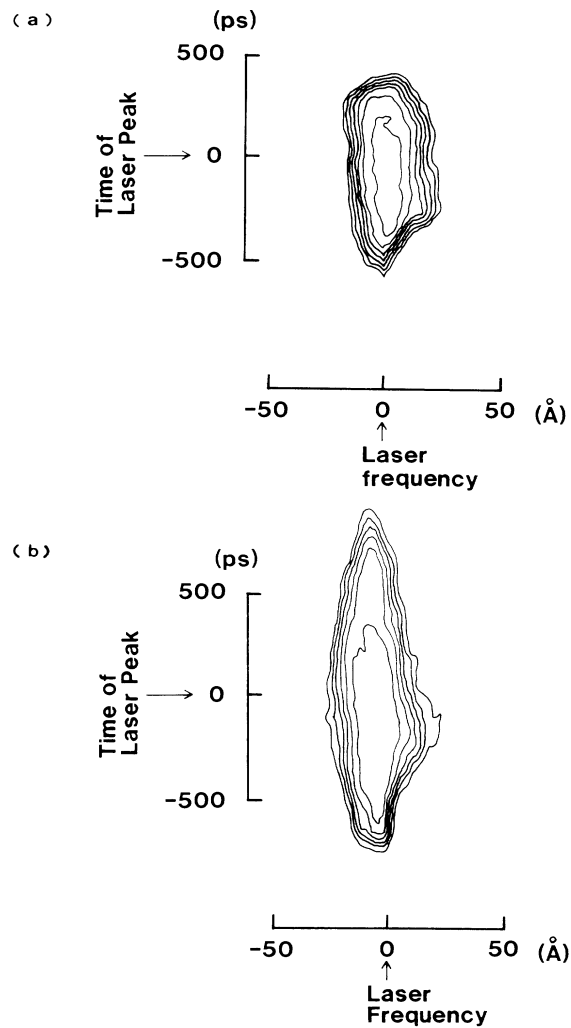 (a)
(ps)
500
0
-500
Time of
Laser Peak
-50 0 50 (Å)
Laser
frequency
(b)
(ps)
500
0
-500
Time of
Laser Peak
-50 0 50 (Å)
Laser
Frequency